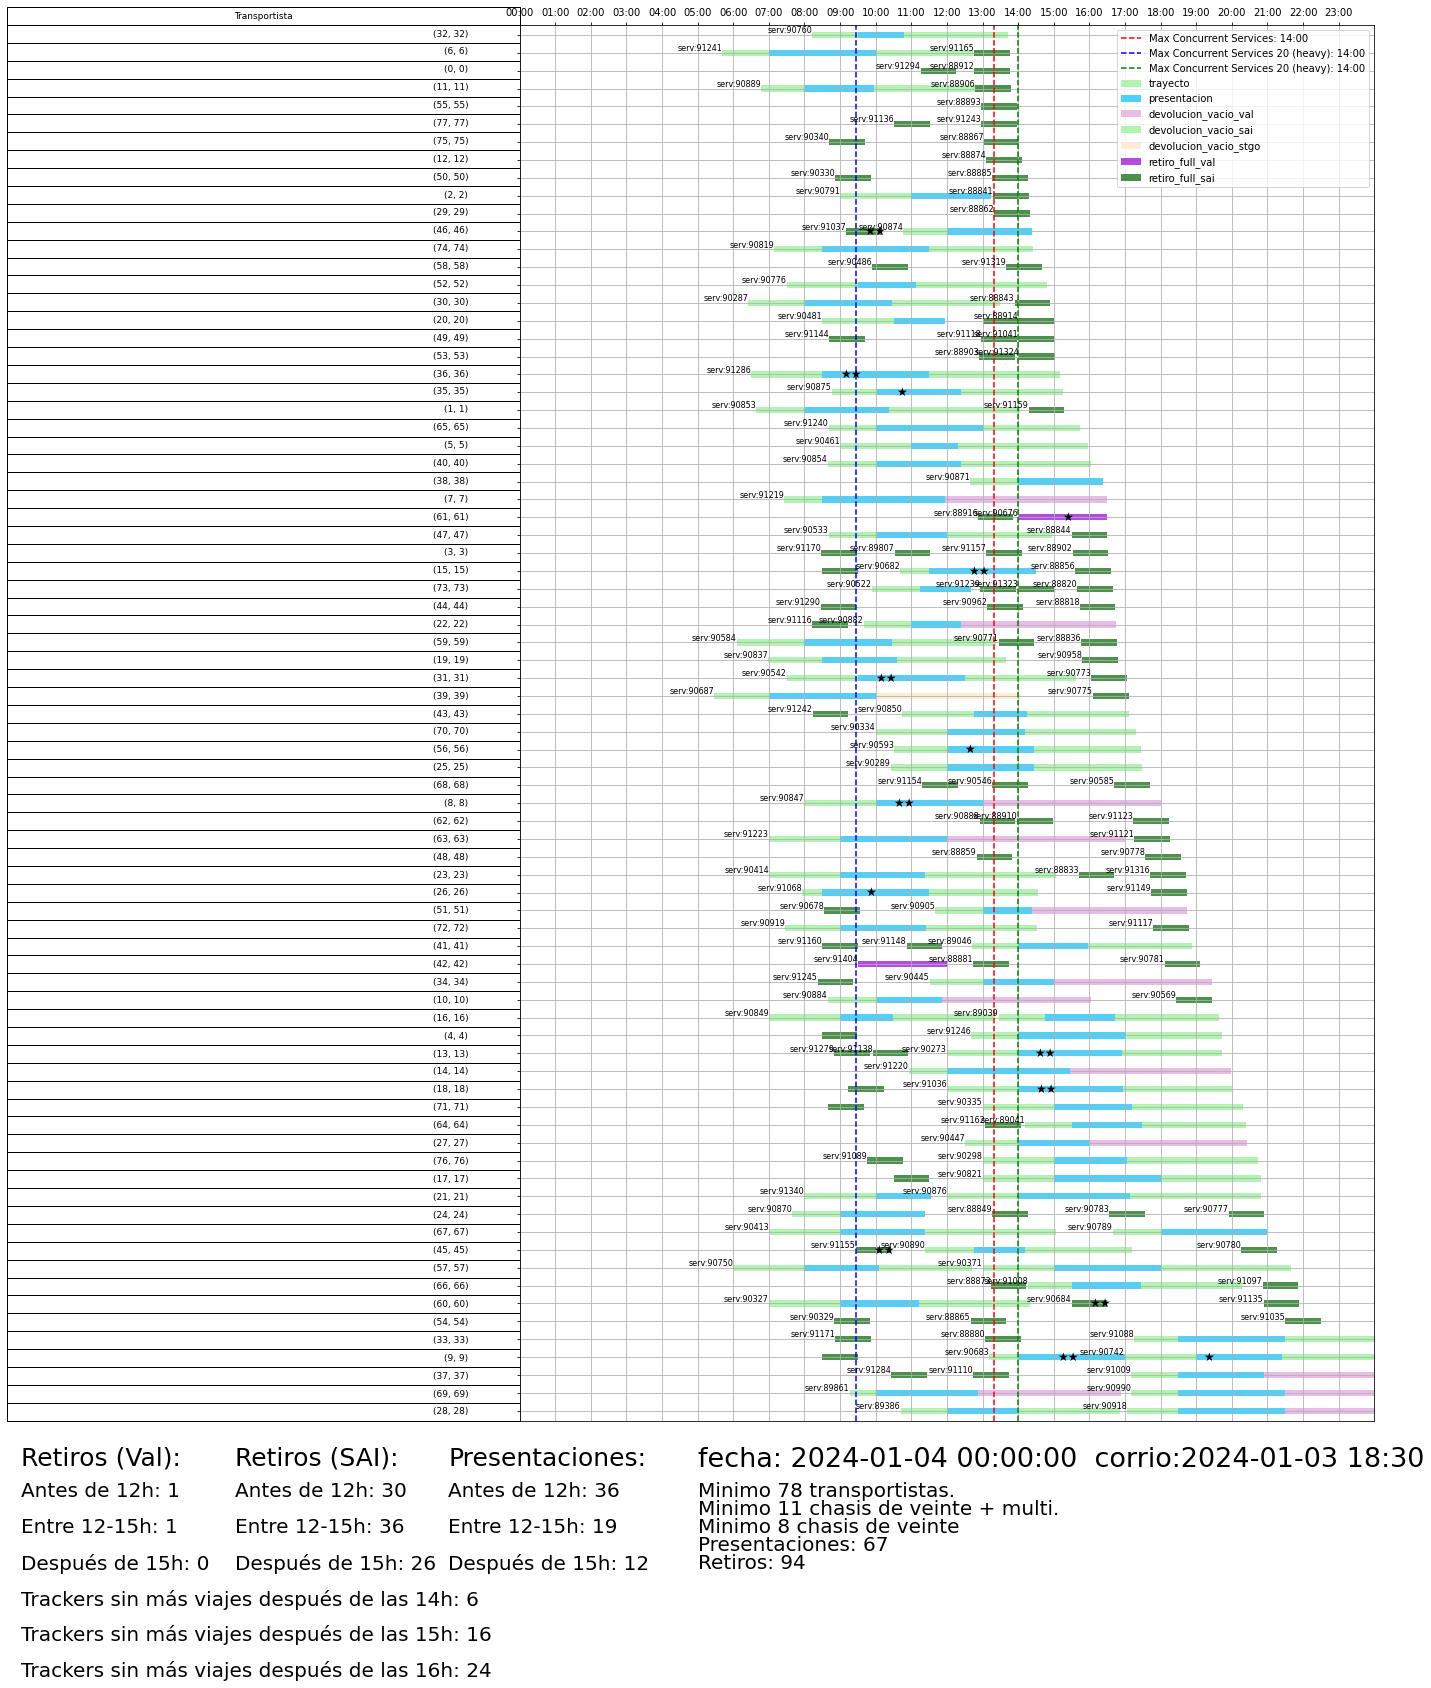 Transportista 00:00 01:00 02:00 03:00 04:00 05:00 06:00 07:00 08:00 09:00 10:00 11:00 12:00 13:00 14:00 15:00 16:00 17:00 18:00 19:00 20:00 21:00 22:00 23:00
Max Concurrent Services: 14:00
Max Concurrent Services 20 (heavy): 14:00
Max Concurrent Services 20 (heavy): 14:00
trayecto
presentacion
devolucion_vacio_val
devolucion_vacio_sai
devolucion_vacio_stgo
retiro_full_val
retiro_full_sai
(32, 32) serv:90760
(6, 6) serv:91241 serv:91165
(0, 0) serv:91294 serv:88912
(11, 11) serv:90889 serv:88906
(55, 55) serv:88893
(77, 77) serv:91136 serv:91243
(75, 75) serv:90340 serv:88867
(12, 12) serv:88874
(50, 50) serv:90330 serv:88885
(2, 2) serv:90791 serv:88841
(29, 29) serv:88862
(46, 46) serv:91037 serv:90874
(74, 74) serv:90819
(58, 58) serv:90486 serv:91319
(52, 52) serv:90776
(30, 30) serv:90287 serv:88843
(20, 20) serv:90481 serv:88914
(49, 49) serv:91144 serv:91118 serv:91041
(53, 53) serv:88903 serv:91324
(36, 36) serv:91286
(35, 35) serv:90875
(1, 1) serv:90853 serv:91159
(65, 65) serv:91240
(5, 5) serv:90461
(40, 40) serv:90854
(38, 38) serv:90871
(7, 7) serv:91219
(61, 61) serv:88916 serv:90676
(47, 47) serv:90533 serv:88844
(3, 3) serv:91170 serv:89807 serv:91157 serv:88902
(15, 15) serv:90682 serv:88856
(73, 73) serv:90522 serv:91239 serv:91323 serv:88820
(44, 44) serv:91290 serv:90962 serv:88818
(22, 22) serv:91116 serv:90882
(59, 59) serv:90584 serv:90771 serv:88836
(19, 19) serv:90837 serv:90958
(31, 31) serv:90542 serv:90773
(39, 39) serv:90687 serv:90775
(43, 43) serv:91242 serv:90850
(70, 70) serv:90334
(56, 56) serv:90593
(25, 25) serv:90289
(68, 68) serv:91154 serv:90546 serv:90585
(8, 8) serv:90847
(62, 62) serv:90888 serv:88910 serv:91123
(63, 63) serv:91223 serv:91121
(48, 48) serv:88859 serv:90778
(23, 23) serv:90414 serv:88833 serv:91316
(26, 26) serv:91068 serv:91149
(51, 51) serv:90678 serv:90905
(72, 72) serv:90919 serv:91117
(41, 41) serv:91160 serv:91148 serv:89046
(42, 42) serv:91404 serv:88881 serv:90781
(34, 34) serv:91245 serv:90445
(10, 10) serv:90884 serv:90569
(16, 16) serv:90849 serv:89039
(4, 4) serv:91246
(13, 13) serv:91279 serv:91138 serv:90273
(14, 14) serv:91220
(18, 18) serv:91036
(71, 71) serv:90335
(64, 64) serv:91162 serv:89041
(27, 27) serv:90447
(76, 76) serv:91089 serv:90298
(17, 17) serv:90821
(21, 21) serv:91340 serv:90876
(24, 24) serv:90870 serv:88849 serv:90783 serv:90777
(67, 67) serv:90413 serv:90789
(45, 45) serv:91155 serv:90890 serv:90780
(57, 57) serv:90750 serv:90371
(66, 66) serv:91008 serv:91097
(60, 60) serv:90327 serv:90684 serv:91135
(54, 54) serv:90329 serv:88865 serv:91035
(33, 33) serv:91171 serv:88880 serv:91088
(9, 9) serv:90683 serv:90742
(37, 37) serv:91284 serv:91110 serv:91009
(69, 69) serv:89861 serv:90990
(28, 28) serv:89386 serv:90918
Retiros (Val): Retiros (SAI): Presentaciones: fecha: 2024-01-04 00:00:00 corrio:2024-01-03 18:30
Antes de 12h: 1 Antes de 12h: 30 Antes de 12h: 36 Minimo 78 transportistas.
Minimo 11 chasis de veinte + multi.
Entre 12-15h: 1 Entre 12-15h: 36 Entre 12-15h: 19 Minimo 8 chasis de veinte
Presentaciones: 67
Después de 15h: 0 Después de 15h: 26 Después de 15h: 12 Retiros: 94
Trackers sin más viajes después de las 14h: 6
Trackers sin más viajes después de las 15h: 16
Trackers sin más viajes después de las 16h: 24